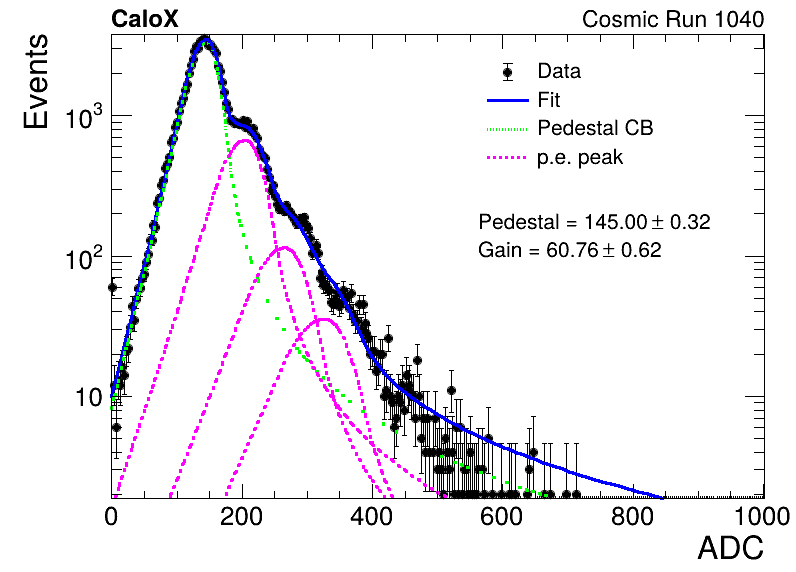 CaloX Cosmic Run 1040
Events
Data
Fit
Pedestal CB
p.e. peak
Pedestal = 145.00 ± 0.32
Gain = 60.76 ± 0.62
10³
10²
10
0 200 400 600 800 1000
ADC